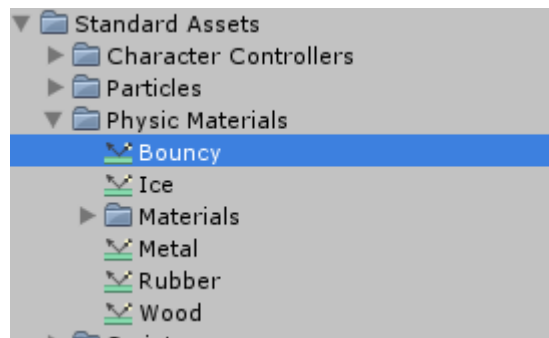 Standard Assets
Character Controllers
Particles
Physic Materials
Bouncy
Ice
Materials
Metal
Rubber
Wood